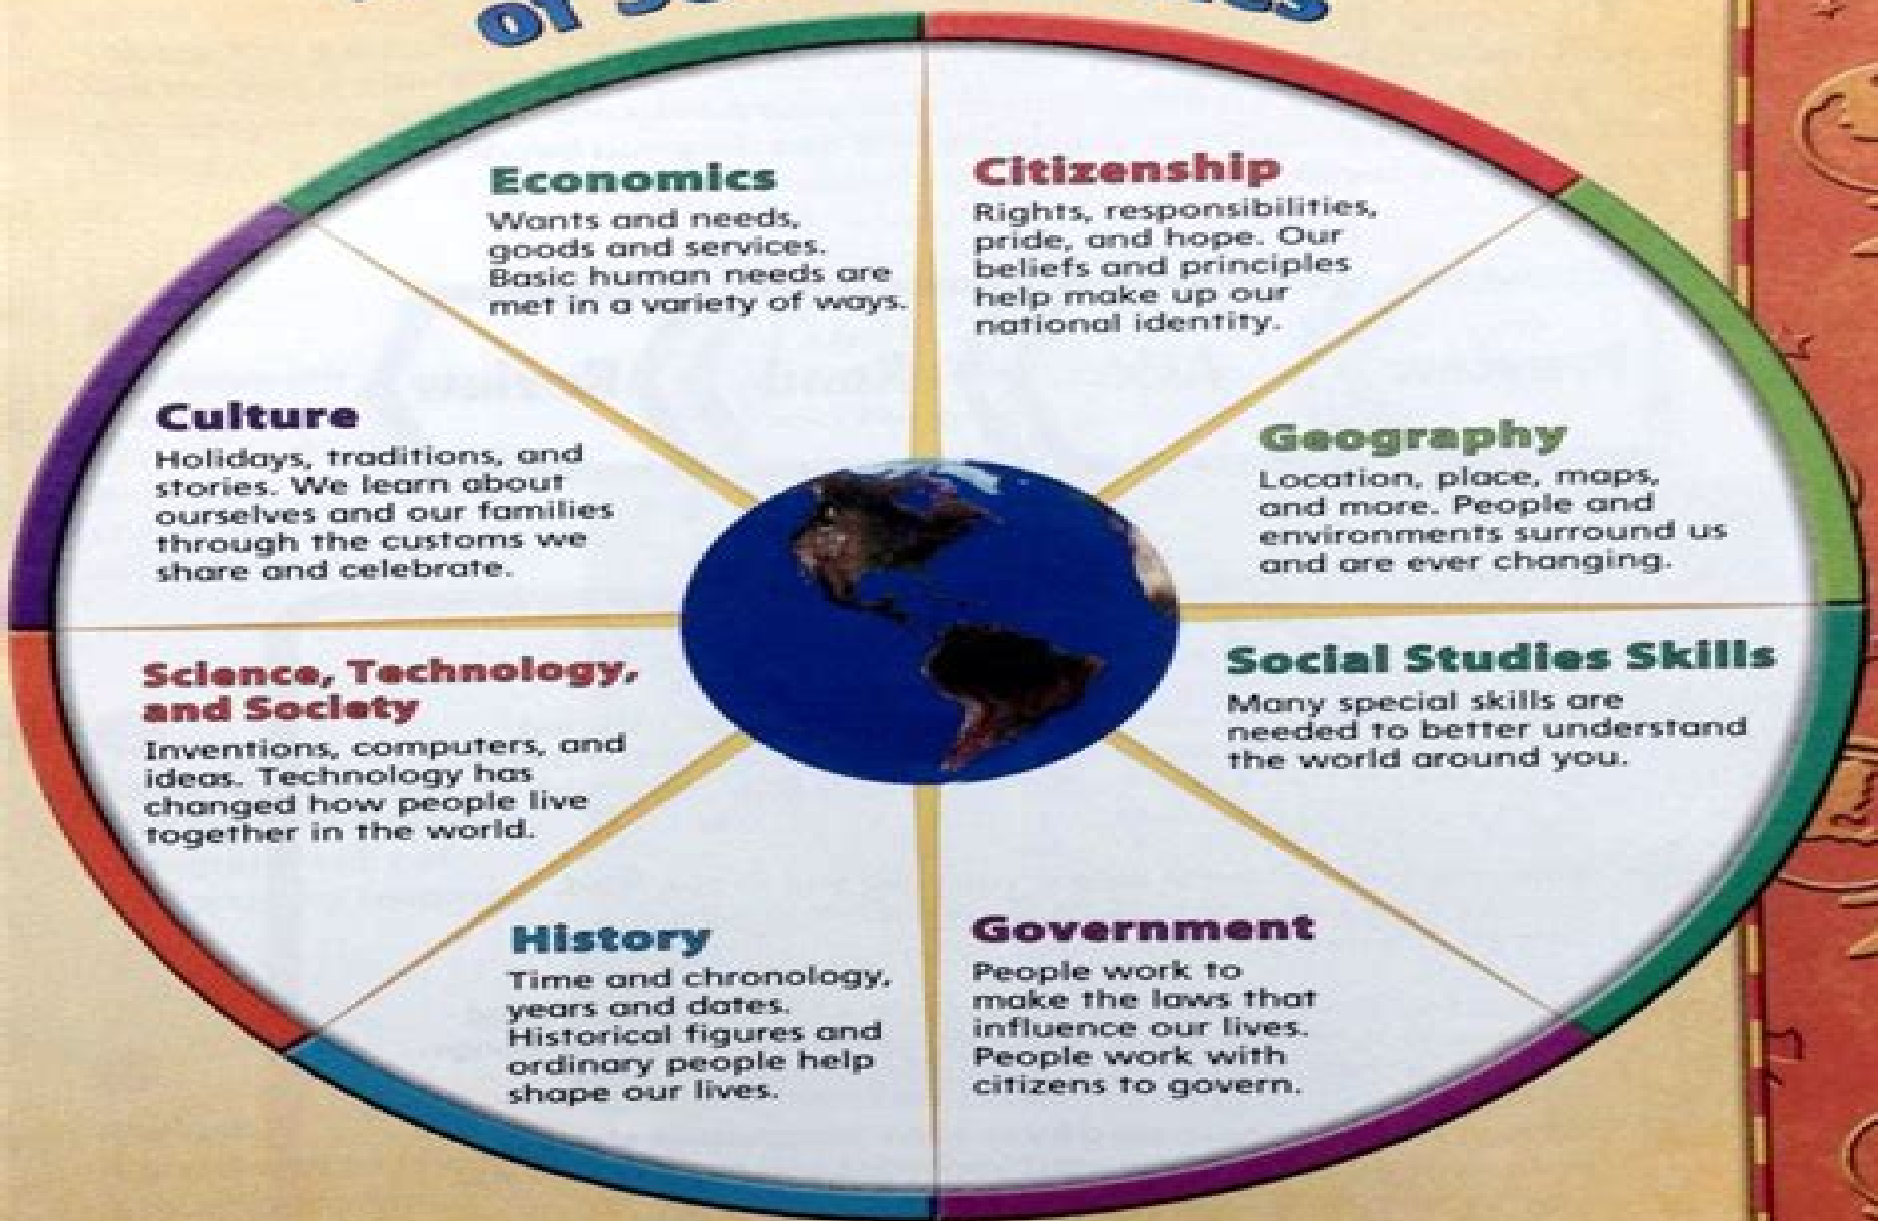 of
Economics
Wants and needs,
goods and services.
Basic human needs are
met in a variety of ways.
Citizenship
Rights, responsibilities,
pride, and hope. Our
beliefs and principles
help make up our
national identity.
Geography
Location, place, maps,
and more. People and
environments surround us
and are ever changing.
Social Studies Skills
Many special skills are
needed to better understand
the world around you.
Government
People work to
make the laws that
influence our lives.
People work with
citizens to govern.
History
Time and chronology,
years and dates.
Historical figures and
ordinary people help
shape our lives.
Science, Technology,
and Society
Inventions, computers, and
ideas. Technology has
changed how people live
together in the world.
Culture
Holidays, traditions, and
stories. We learn about
ourselves and our families
through the customs we
share and celebrate.